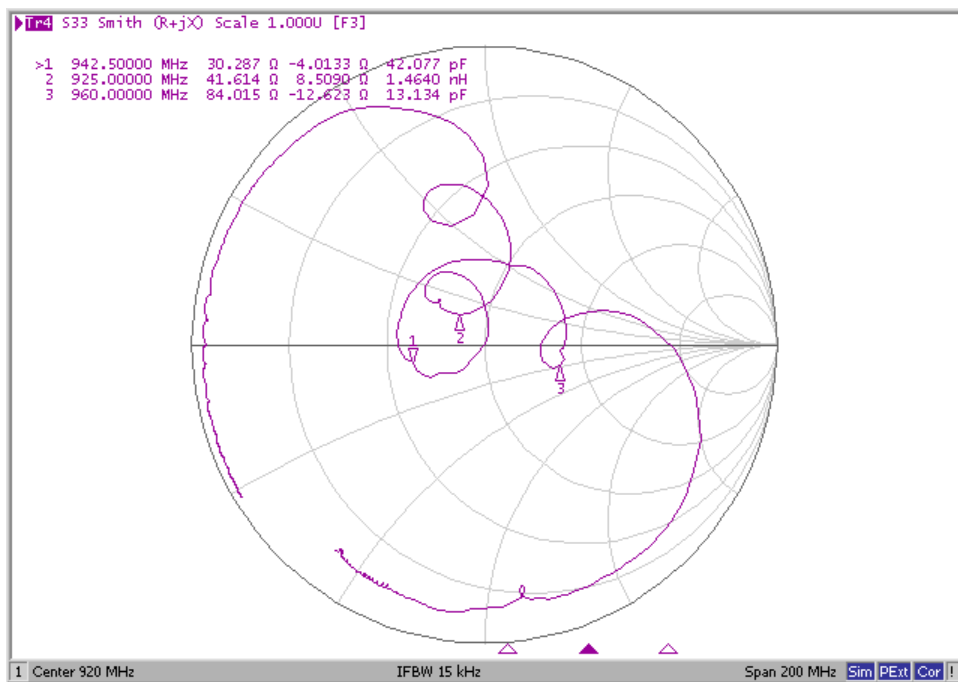 Tr4 S33 Smith (R+jX) Scale 1.000U [F3]
>1 942.50000 MHz 30.287 Ω -4.0133 Ω 42.077 pF
2 925.00000 MHz 41.614 Ω 8.5090 Ω 1.4640 nH
3 960.00000 MHz 84.015 Ω -12.623 Ω 13.134 pF
1
2
3
1 Center 920 MHz IFBW 15 kHz Span 200 MHz Sim PExt Cor !